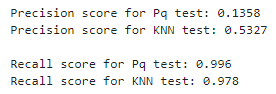 Precision score for Pq test: 0.1358
Precision score for KNN test: 0.5327
Recall score for Pq test: 0.996
Recall score for KNN test: 0.978